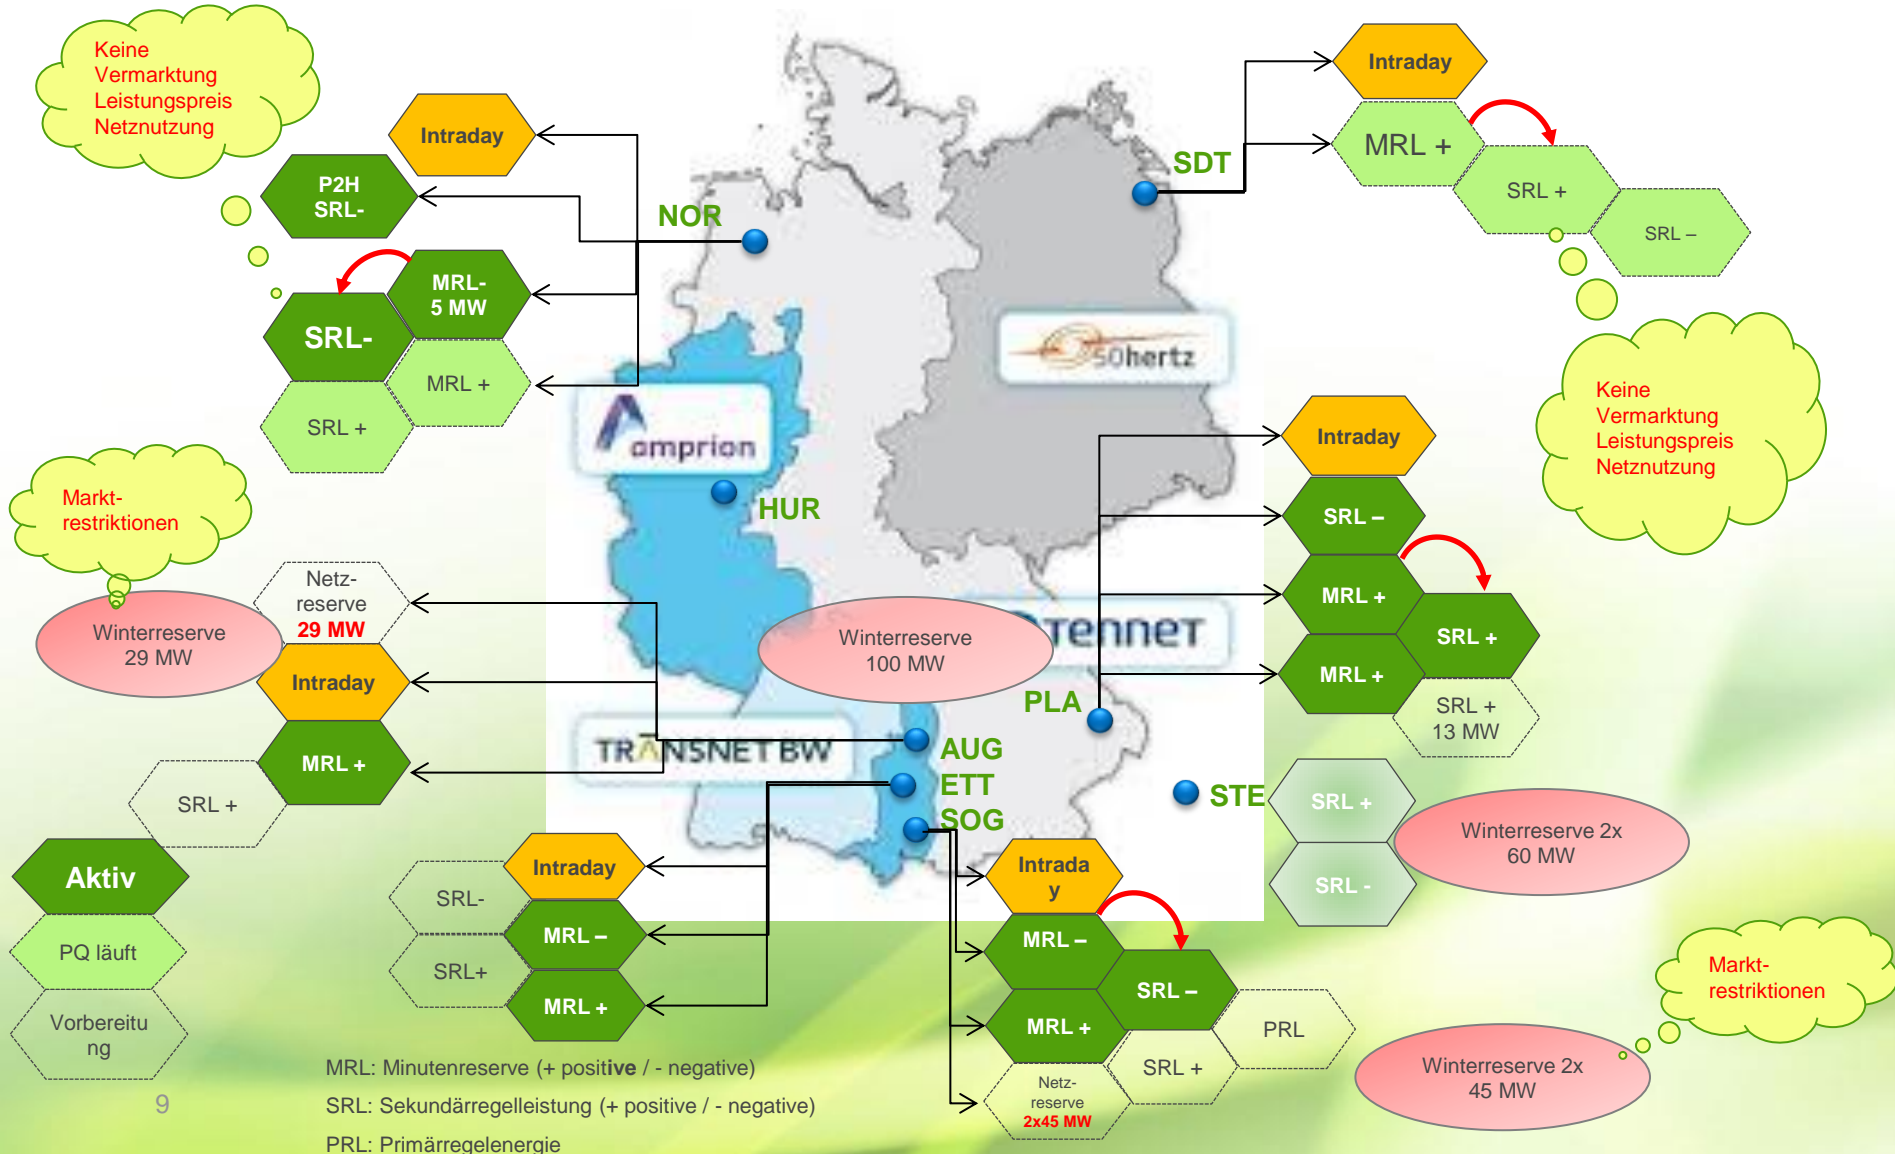 Keine
Vermarktung
Leistungspreis
Netznutzung
Intraday
P2H
SRL-
NOR
MRL-
5 MW
SRL-
MRL +
SRL +
SDT
Intraday
MRL +
SRL +
SRL –
50hertz
Keine
Vermarktung
Leistungspreis
Netznutzung
amprion
HUR
Markt-
restriktionen
Netz-
reserve
29 MW
Winterreserve
29 MW
Intraday
MRL +
SRL +
Winterreserve
100 MW
TenneT
PLA
Intraday
SRL –
MRL +
SRL +
MRL +
SRL +
13 MW
TRANSNET BW
AUG
ETT
SOG
STE
SRL +
SRL -
Winterreserve 2x
60 MW
Aktiv
PQ läuft
Vorbereitu
ng
Intraday
SRL-
MRL –
SRL+
MRL +
Intrada
y
MRL –
SRL –
MRL +
PRL
SRL +
Netz-
reserve
2x45 MW
Markt-
restriktionen
Winterreserve 2x
45 MW
MRL: Minutenreserve (+ positive / - negative)
SRL: Sekundärregelleistung (+ positive / - negative)
PRL: Primärregelenergie
9